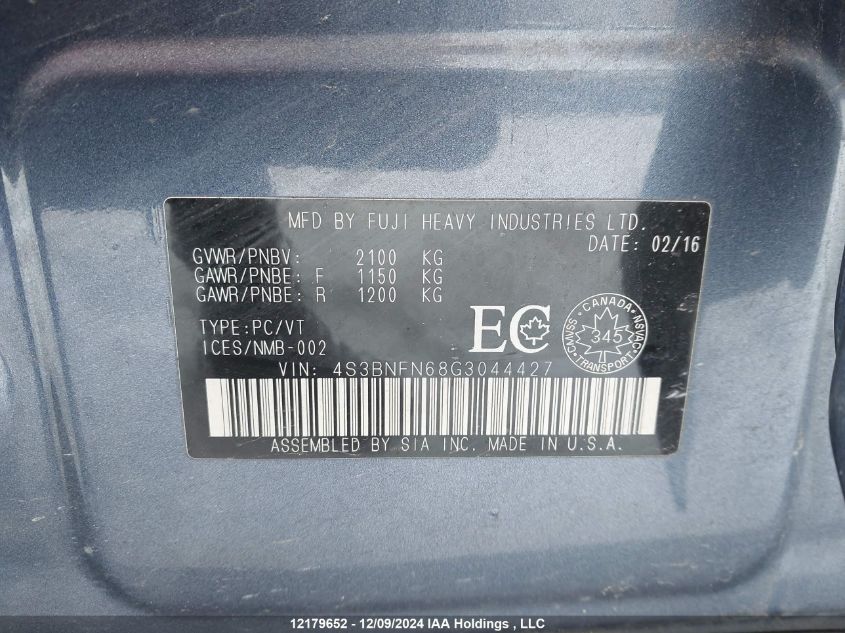 MFD BY FUJI HEAVY INDUSTRIES LTD.
DATE: 02/16
GVWR/PNBV: 2100 KG
GAWR/PNBE: F 1150 KG
GAWR/PNBE: R 1200 KG
TYPE:PC/VT
ICES/NMB-002
EC
CANADA
CMVSS 345 NSVAC
TRANSPORT
VIN: 4S3BNFN68G3044427
ASSEMBLED BY SIA INC. MADE IN U.S.A.
12179652 - 12/09/2024 IAA Holdings , LLC